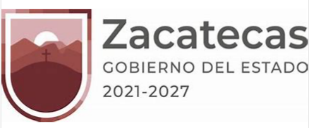 Zacatecas
GOBIERNO DEL ESTADO
2021-2027